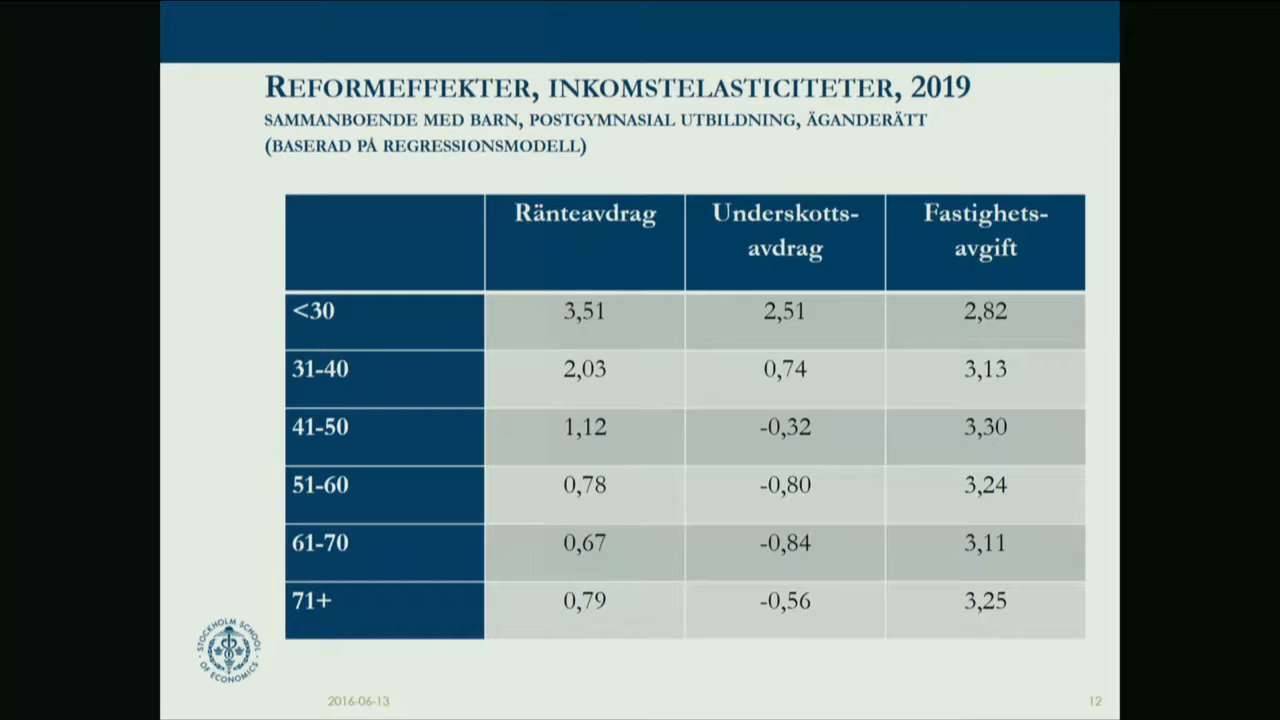 REFORMEFFEKTER, INKOMSTELASTICITETER, 2019
SAMMANBOENDE MED BARN, POSTGYMNASIAL UTBILDNING, ÄGANDERÄTT
(BASERAD PÅ REGRESSIONSMODELL)
Ränteavdrag Underskotts-avdrag Fastighets-avgift
<30 3,51 2,51 2,82
31-40 2,03 0,74 3,13
41-50 1,12 -0,32 3,30
51-60 0,78 -0,80 3,24
61-70 0,67 -0,84 3,11
71+ 0,79 -0,56 3,25
STOCKHOLM SCHOOL OF ECONOMICS
2016-06-13 12